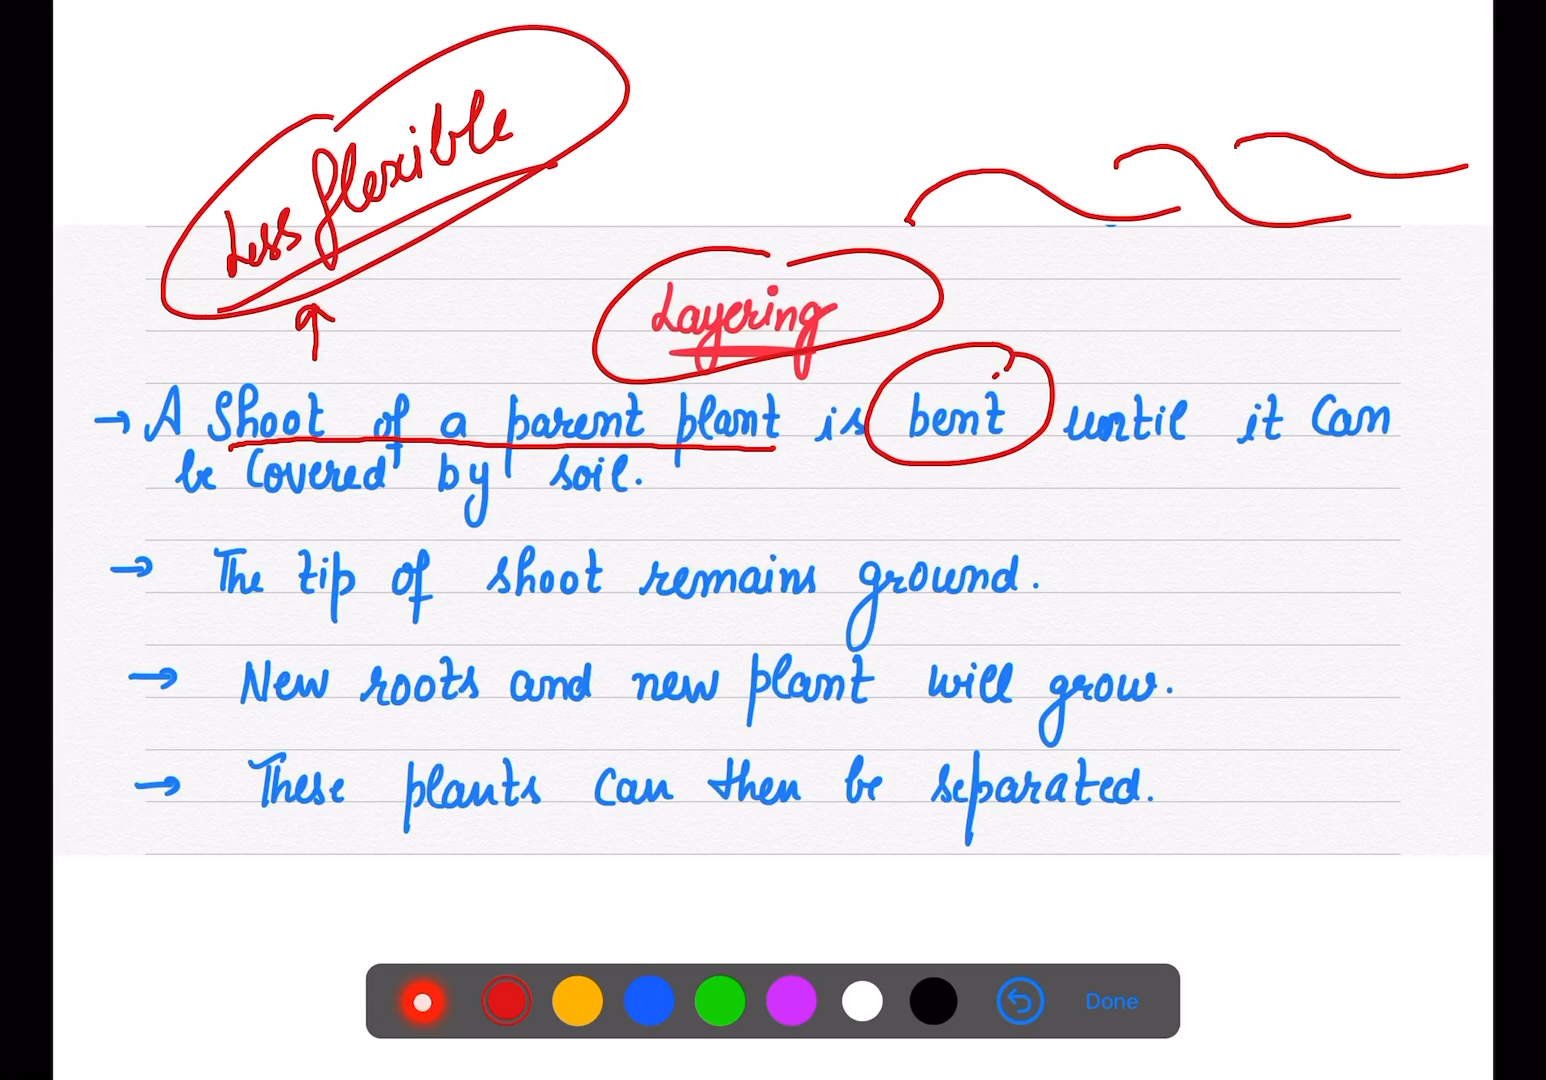 Less flexible
Layering
→ A Shoot of a parent plant is bent until it can
be covered by soil.
→ The tip of shoot remains ground.
→ New roots and new plant will grow.
→ These plants can then be separated.
Done